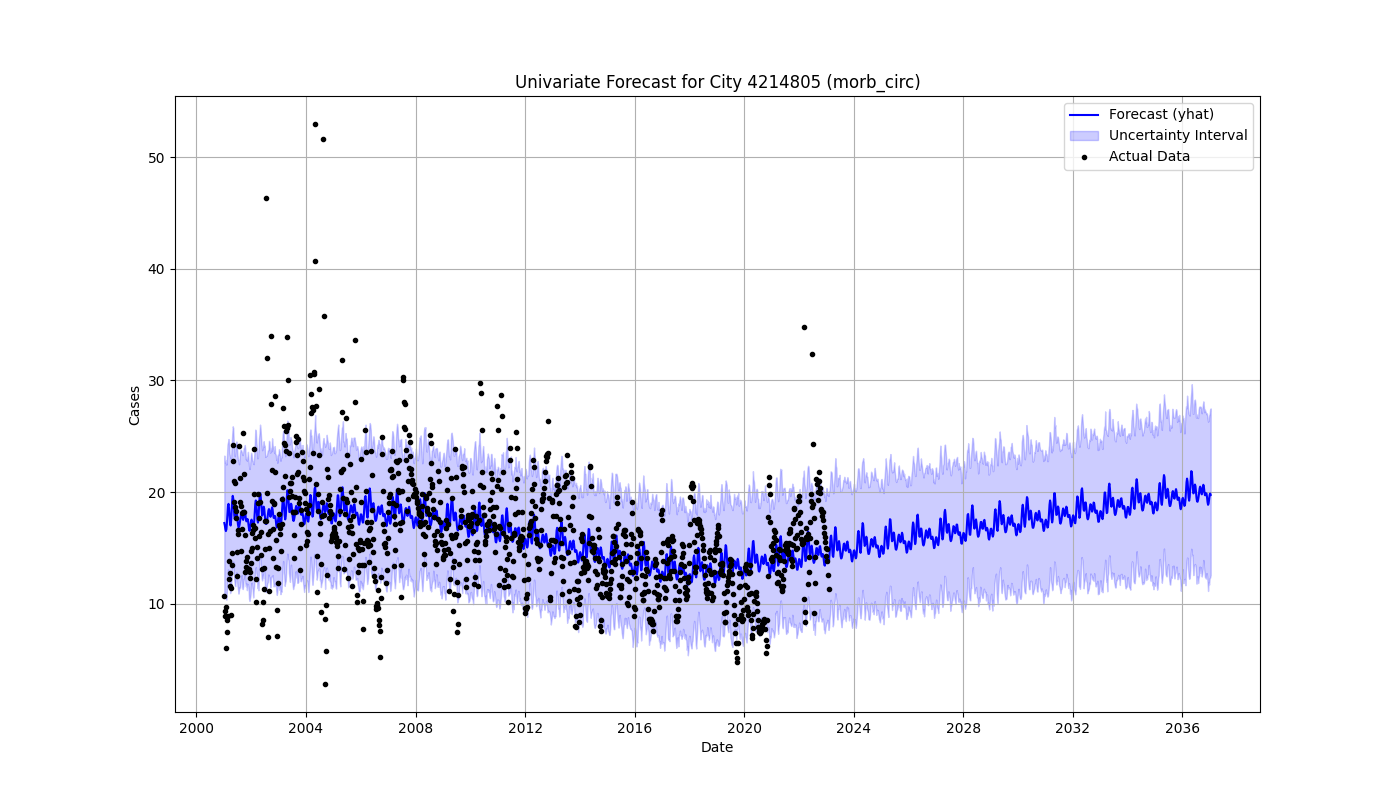 Univariate Forecast for City 4214805 (morb_circ)
Forecast (yhat)
Uncertainty Interval
Actual Data
Cases
50
40
30
20
10
2000 2004 2008 2012 2016 2020 2024 2028 2032 2036
Date